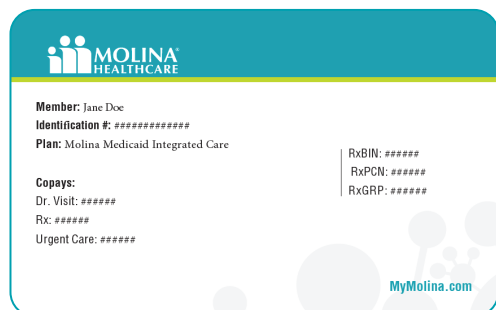 MOLINA®
HEALTHCARE
Member: Jane Doe
Identification #: #############
Plan: Molina Medicaid Integrated Care
Copays:
Dr. Visit: ######
Rx: ######
Urgent Care: ######
RxBIN: ######
RxPCN: ######
RxGRP: ######
MyMolina.com